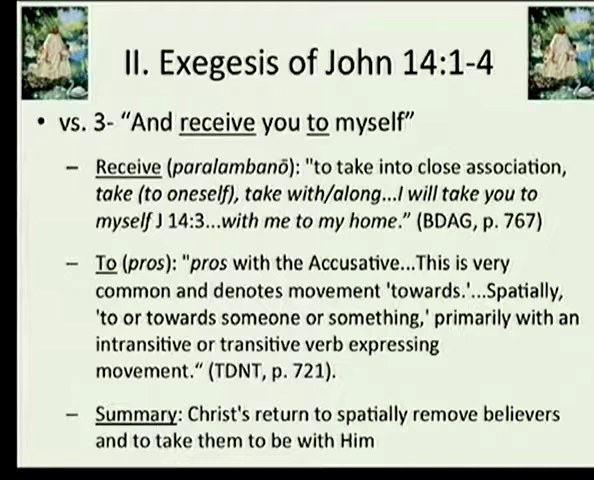 II. Exegesis of John 14:1-4
• vs. 3- “And receive you to myself”
– Receive (paralambanō): "to take into close association,
take (to oneself), take with/along...I will take you to
myself J 14:3...with me to my home.” (BDAG, p. 767)
– To (pros): "pros with the Accusative...This is very
common and denotes movement 'towards.'...Spatially,
'to or towards someone or something,' primarily with an
intransitive or transitive verb expressing
movement.“ (TDNT, p. 721).
– Summary: Christ's return to spatially remove believers
and to take them to be with Him